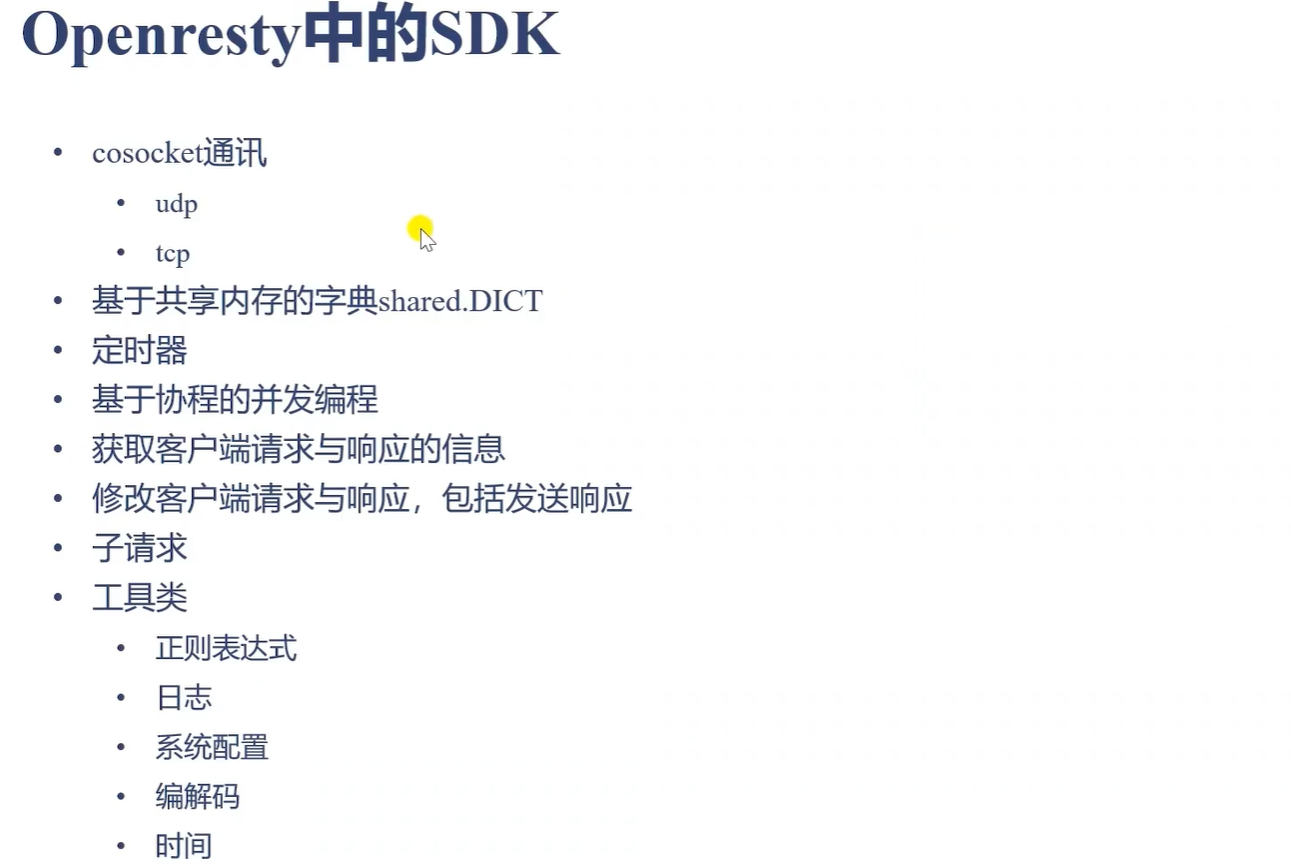 Openresty中的SDK
• cosocket通讯
• udp
• tcp
• 基于共享内存的字典shared.DICT
• 定时器
• 基于协程的并发编程
• 获取客户端请求与响应的信息
• 修改客户端请求与响应，包括发送响应
• 子请求
• 工具类
• 正则表达式
• 日志
• 系统配置
• 编解码
• 时间